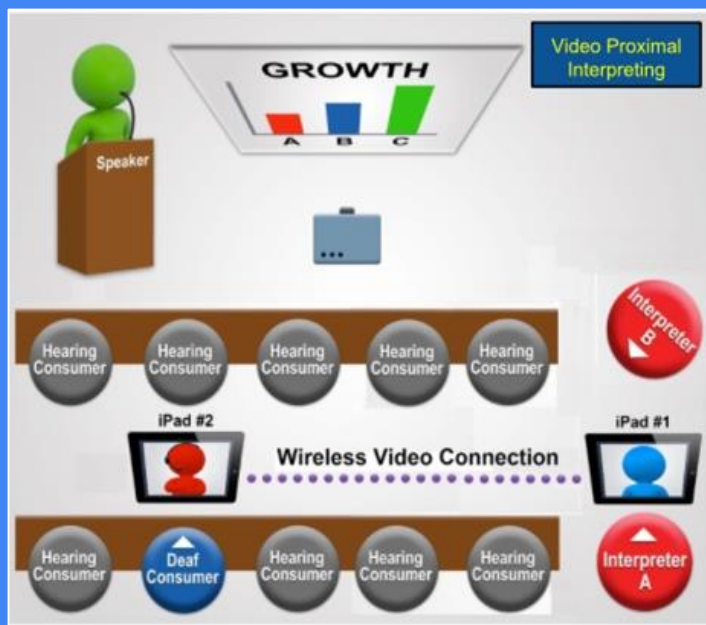 Video Proximal
Interpreting
GROWTH
A B C
Speaker
Interpreter
B
Hearing
Consumer
Hearing
Consumer
Hearing
Consumer
Hearing
Consumer
Hearing
Consumer
iPad #2
iPad #1
Wireless Video Connection
Hearing
Consumer
Deaf
Consumer
Hearing
Consumer
Hearing
Consumer
Hearing
Consumer
Interpreter
A